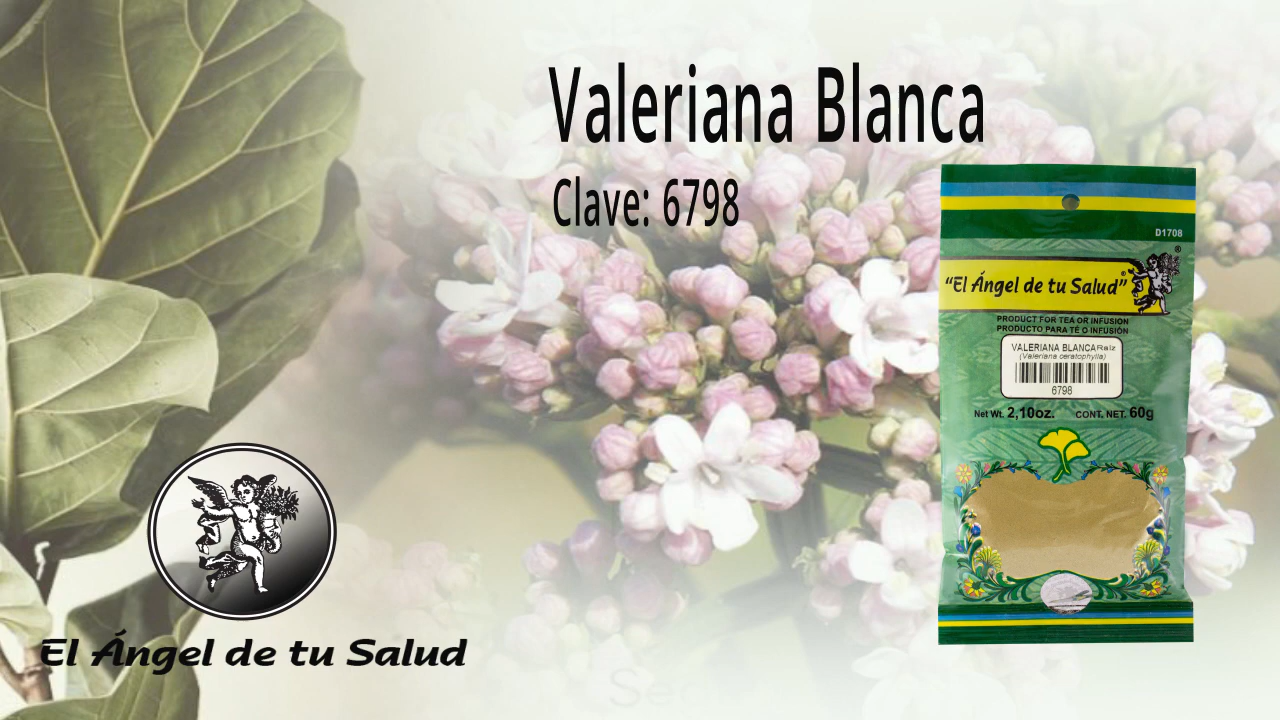 Valeriana Blanca
Clave: 6798
D1708
®
“El Ángel de tu Salud”®
PRODUCT FOR TEA OR INFUSION
PRODUCTO PARA TÉ O INFUSIÓN
VALERIANA BLANCA Raíz
(Valeriana ceratophylla)
6798
Net Wt. 2,10oz. CONT. NET. 60g
El Ángel de tu Salud